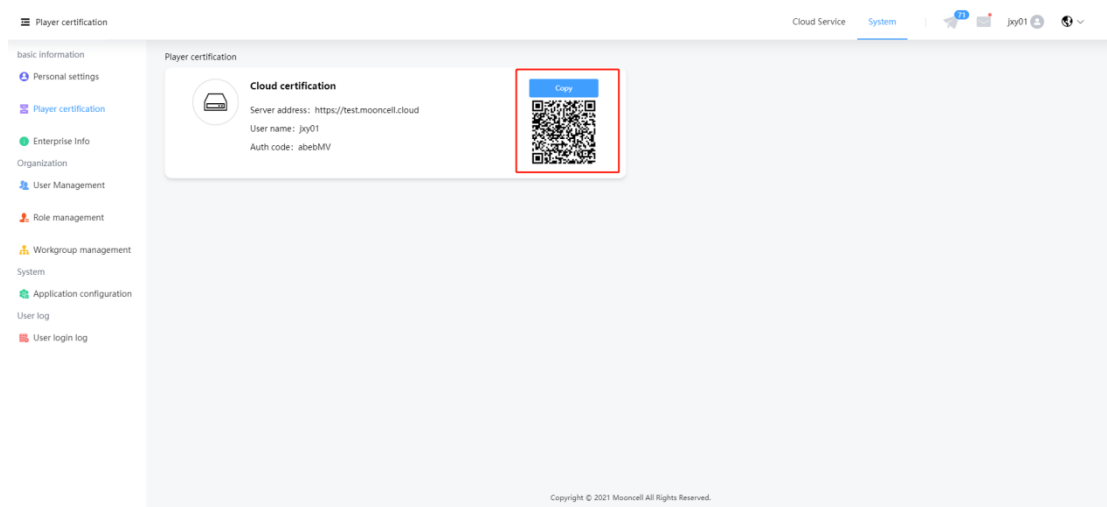 Player certification
Cloud Service
System
71
jxy01
basic information
Personal settings
Player certification
Enterprise Info
Organization
User Management
Role management
Workgroup management
System
Application configuration
User log
User login log
Player certification
Cloud certification
Server address: https://test.mooncell.cloud
User name: jxy01
Auth code: abebMV
Copy
Copyright © 2021 Mooncell All Rights Reserved.